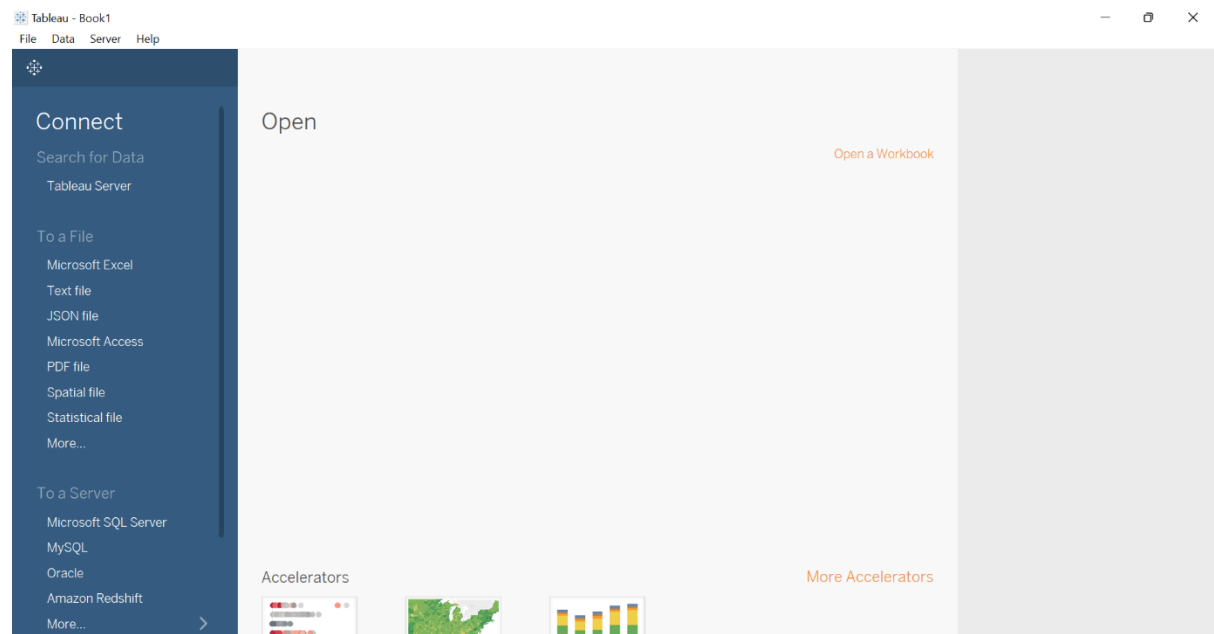 Tableau - Book1
File Data Server Help
Connect
Search for Data
Tableau Server
To a File
Microsoft Excel
Text file
JSON file
Microsoft Access
PDF file
Spatial file
Statistical file
More...
To a Server
Microsoft SQL Server
MySQL
Oracle
Amazon Redshift
More...
Open
Open a Workbook
Accelerators
More Accelerators